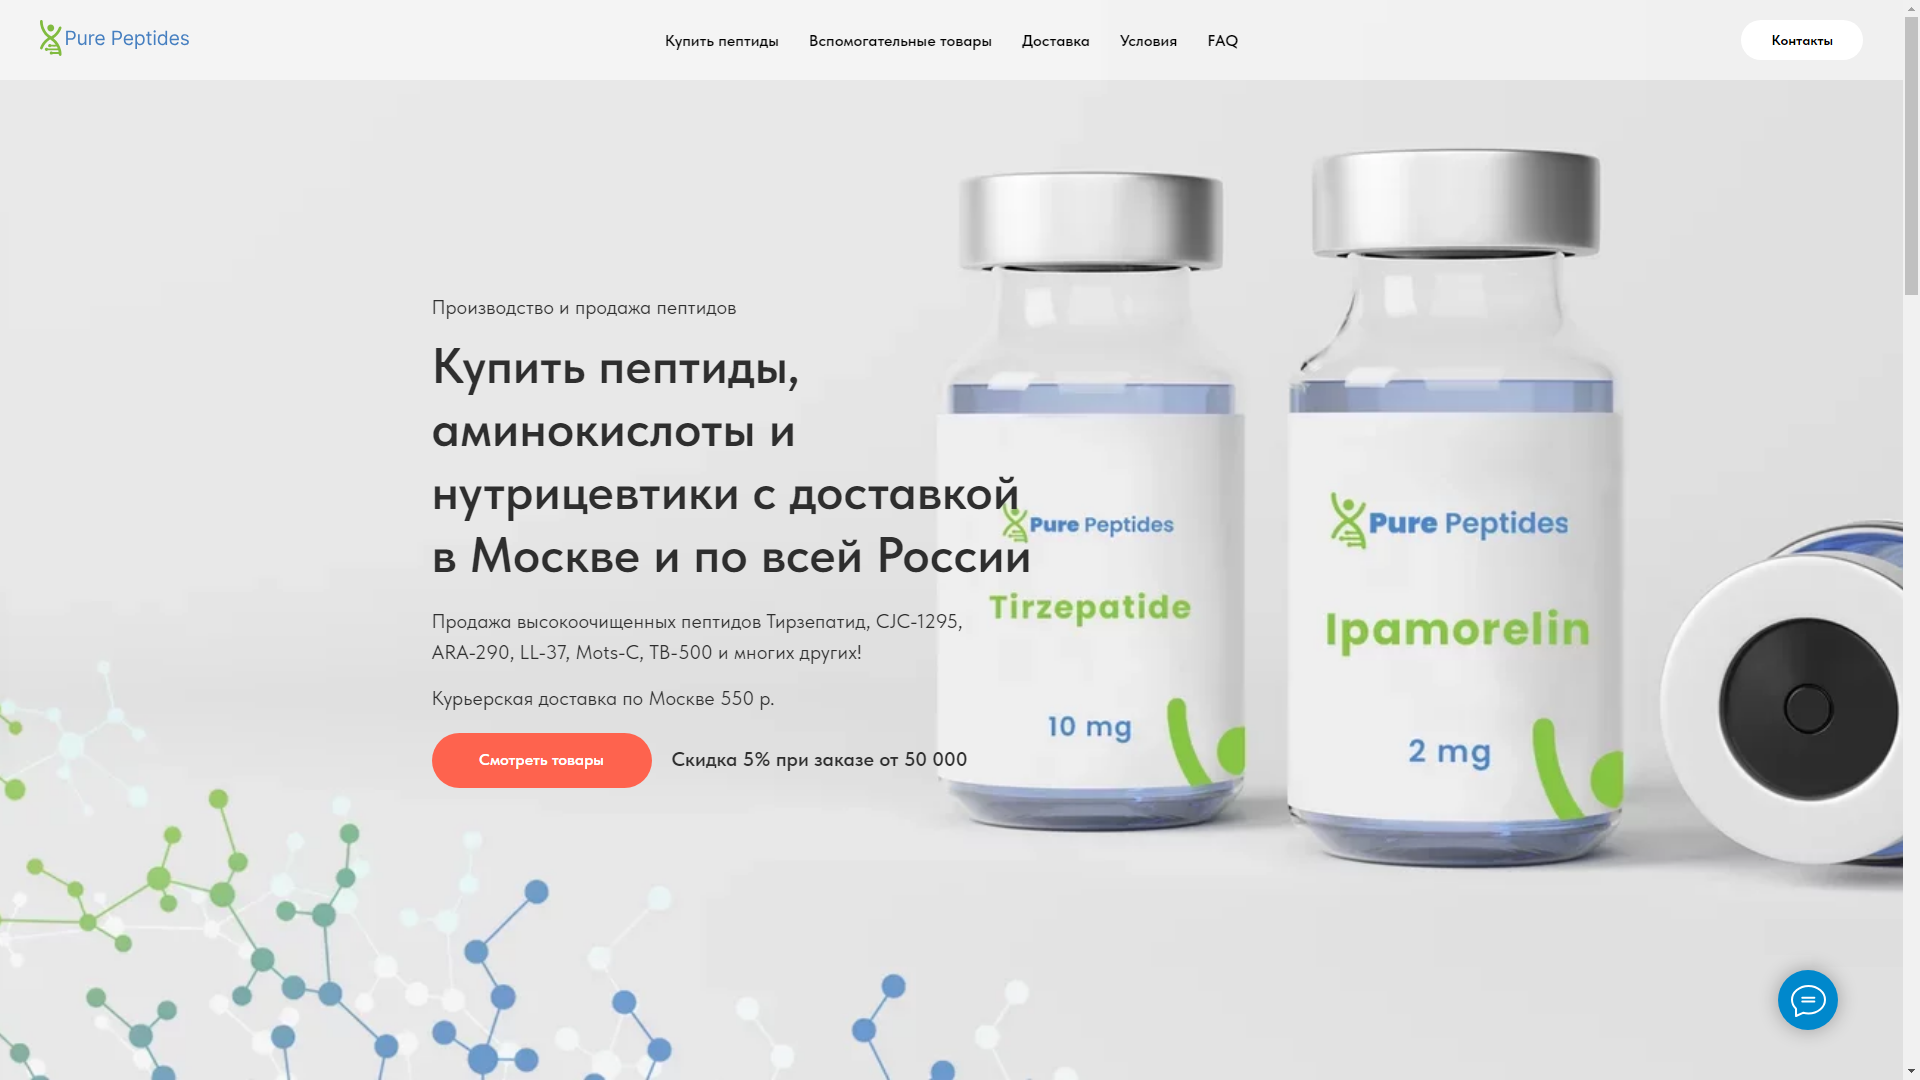 Pure Peptides
Купить пептиды
Вспомогательные товары
Доставка
Условия
FAQ
Контакты
Производство и продажа пептидов
Купить пептиды,
аминокислоты и
нутрицевтики с доставкой
в Москве и по всей России
Продажа высокоочищенных пептидов Тирзепатид, CJC-1295,
ARA-290, LL-37, Mots-C, TB-500 и многих других!
Курьерская доставка по Москве 550 р.
Смотреть товары
Скидка 5% при заказе от 50 000
Pure Peptides
Tirzepatide
10 mg
Pure Peptides
Ipamorelin
2 mg